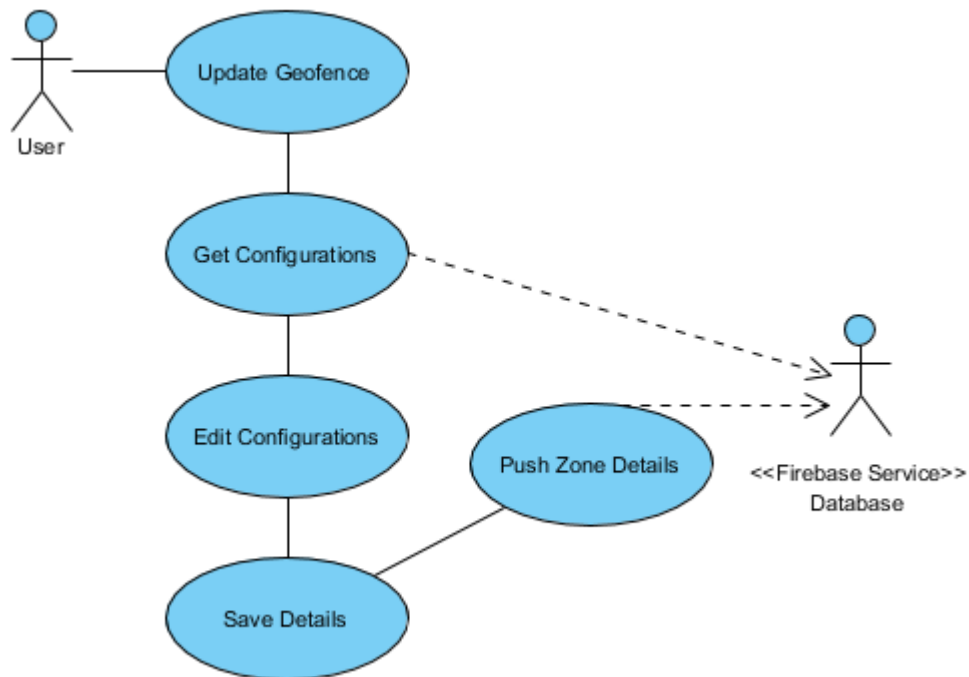 Update Geofence
User
Get Configurations
Edit Configurations
Push Zone Details
<<Firebase Service>>
Database
Save Details